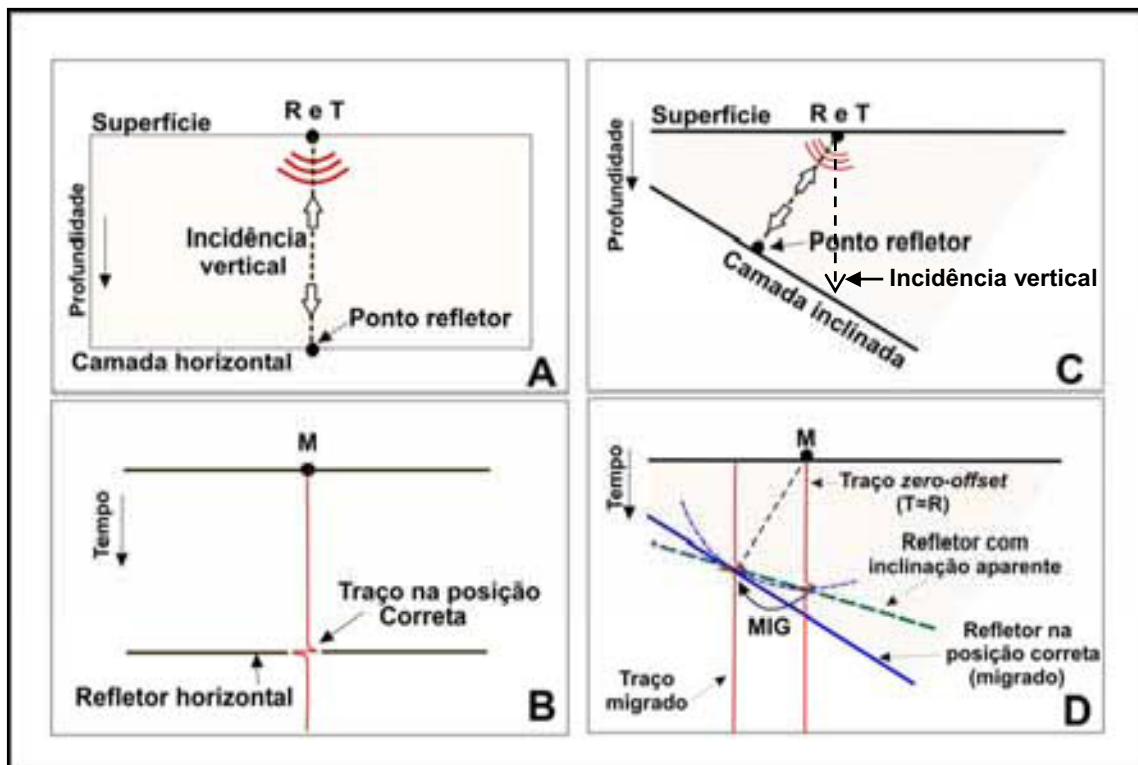 R e T
Superfície
Profundidade
Incidência
vertical
Ponto refletor
Camada horizontal
A
R e T
Superfície
Profundidade
Ponto refletor
Incidência vertical
Camada inclinada
C
M
Tempo
Traço na posição
Correta
Refletor horizontal
B
M
Tempo
Traço zero-offset
(T=R)
Refletor com
inclinação aparente
MIG
Refletor na
posição correta
(migrado)
Traço
migrado
D